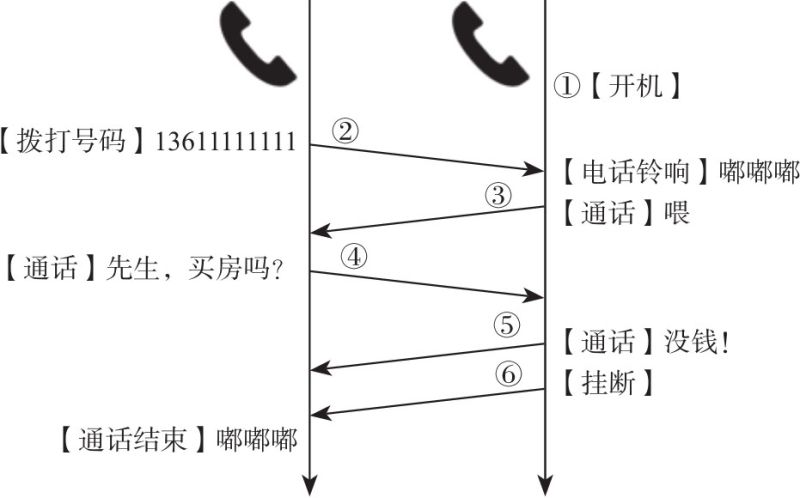 ①【开机】
【拨打号码】13611111111
②
【电话铃响】嘟嘟嘟
③
【通话】喂
【通话】先生，买房吗？
④
⑤
【通话】没钱！
⑥
【挂断】
【通话结束】嘟嘟嘟